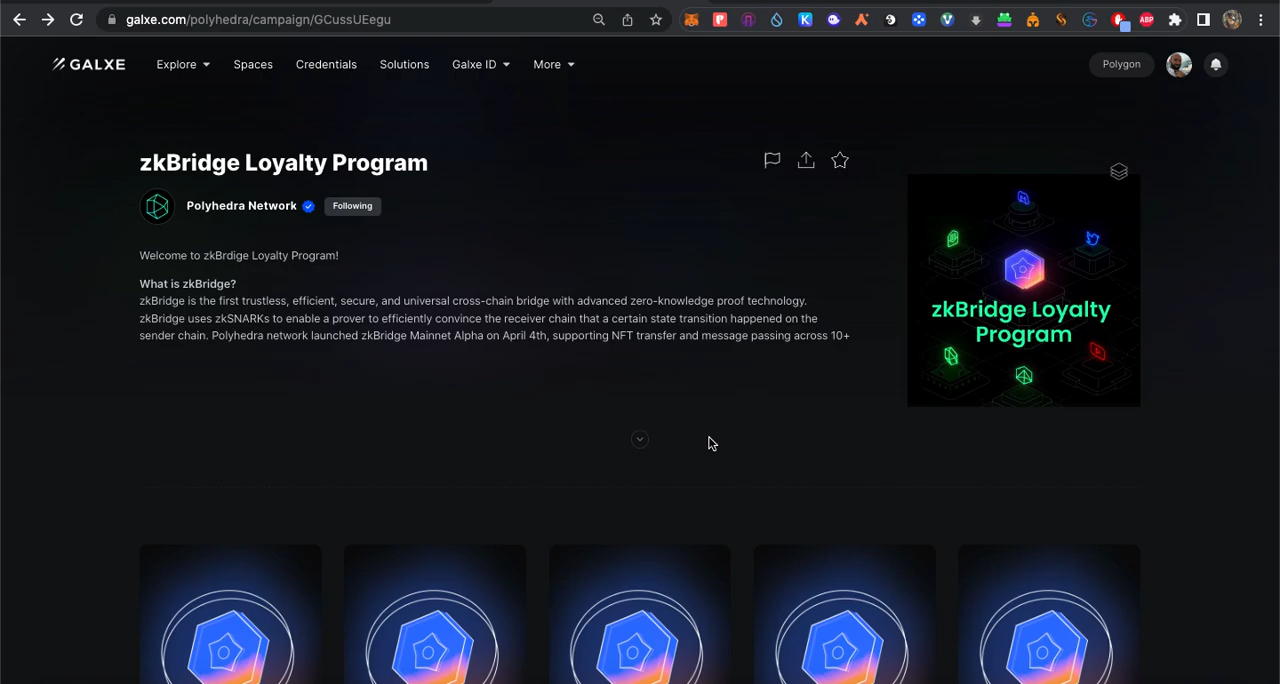 galxe.com/polyhedra/campaign/GCussUEegu
ABP
GALXE
Explore
Spaces
Credentials
Solutions
Galxe ID
More
Polygon
zkBridge Loyalty Program
Polyhedra Network
Following
Welcome to zkBrdige Loyalty Program!
What is zkBridge?
zkBridge is the first trustless, efficient, secure, and universal cross-chain bridge with advanced zero-knowledge proof technology.
zkBridge uses zkSNARKs to enable a prover to efficiently convince the receiver chain that a certain state transition happened on the
sender chain. Polyhedra network launched zkBridge Mainnet Alpha on April 4th, supporting NFT transfer and message passing across 10+
zkBridge Loyalty
Program